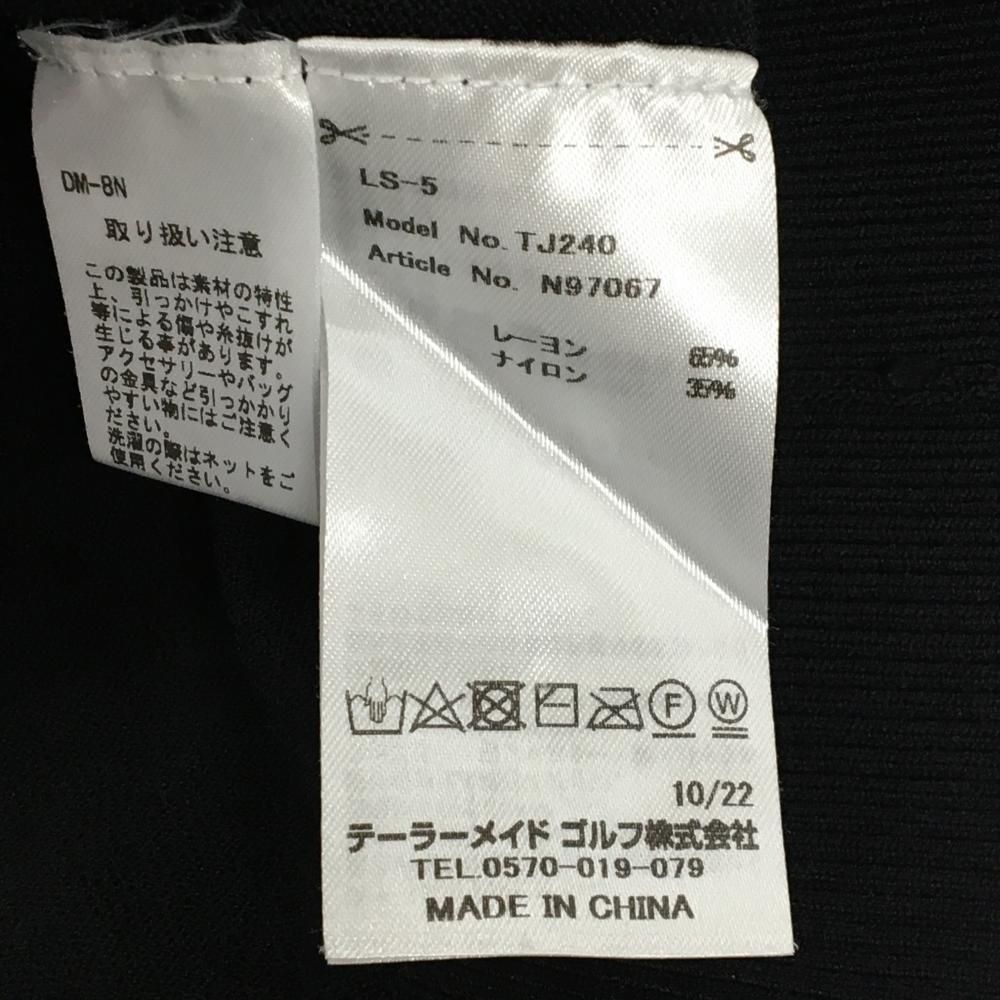 DM-8N
取り扱い注意
この製品は素材の特性
上、引っかけやこすれ
等による傷や糸抜けが
生じる事があります。
アクセサリーやバッグ
の金具など引っかかり
やすい物にはご注意く
ださい。
洗濯の際はネットをご
使用ください。
LS-5
Model No. TJ240
Article No. N97067
レーヨン 65%
ナイロン 35%
F W
10/22
テーラーメイド ゴルフ株式会社
TEL.0570-019-079
MADE IN CHINA